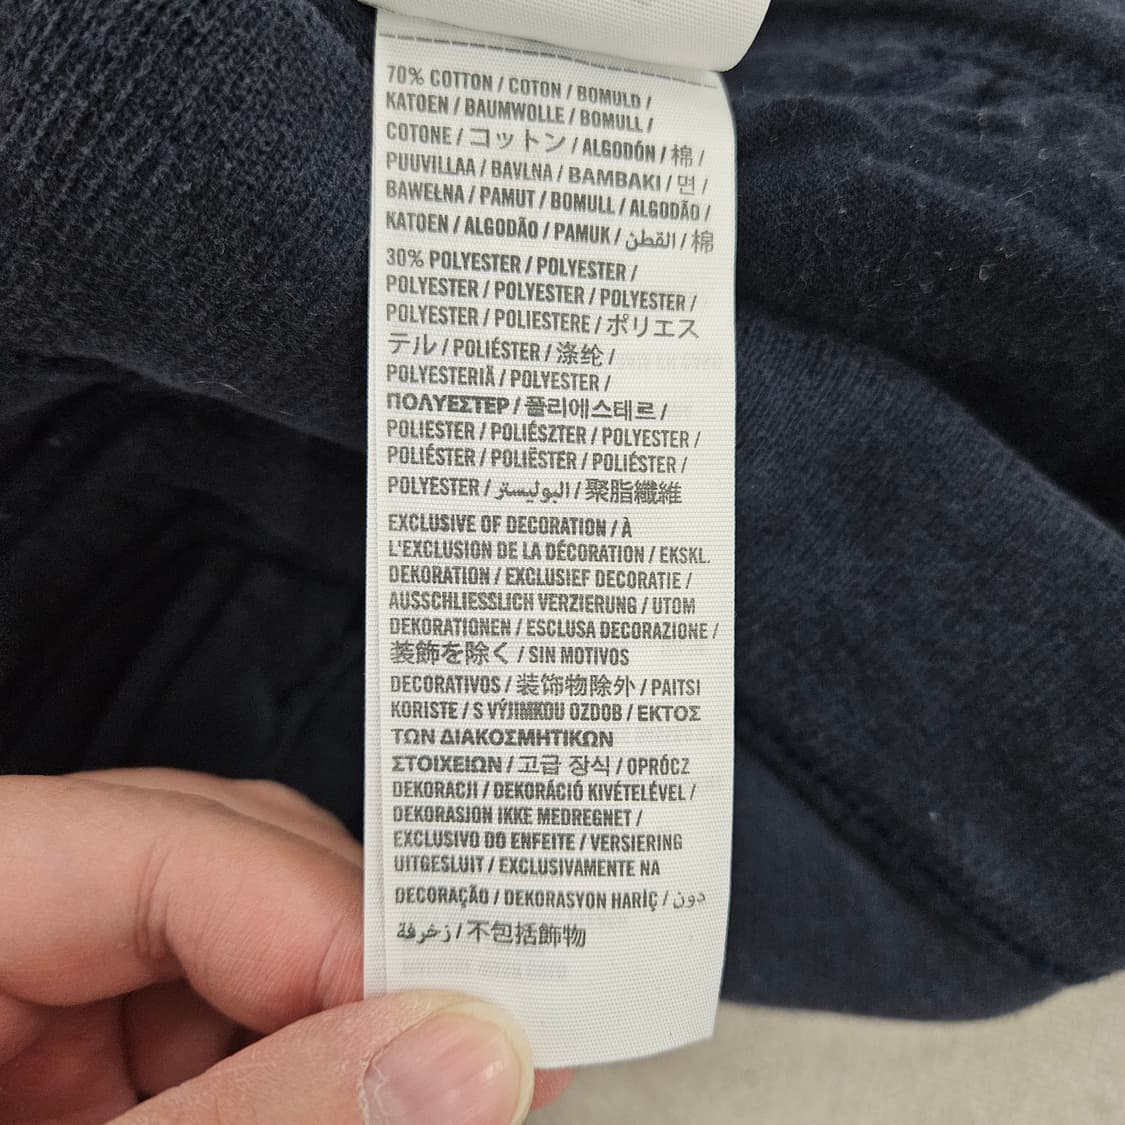 70% COTTON / COTON / BOMULD /
KATOEN / BAUMWOLLE / BOMULL /
COTONE / コットン / ALGODÓN / 棉 /
PUUVILLAA / BAVLNA / ΒΑΜΒΑΚΙ / 면 /
BAWEŁNA / PAMUT / BOMULL / ALGODÃO /
KATOEN / ALGODÃO / PAMUK / القطن / 棉
30% POLYESTER / POLYESTER /
POLYESTER / POLYESTER / POLYESTER /
POLYESTER / POLIESTERE / ポリエス
テル / POLIÉSTER / 涤纶 /
POLYESTERIÄ / POLYESTER /
ΠΟΛΥΕΣΤΕΡ / 폴리에스테르 /
POLIESTER / POLIÉSZTER / POLYESTER /
POLIÉSTER / POLIËSTER / POLIÉSTER /
POLYESTER / البوليستر / 聚脂纖維
EXCLUSIVE OF DECORATION / À
L'EXCLUSION DE LA DÉCORATION / EKSKL.
DEKORATION / EXCLUSIEF DECORATIE /
AUSSCHLIESSLICH VERZIERUNG / UTOM
DEKORATIONEN / ESCLUSA DECORAZIONE /
装飾を除く / SIN MOTIVOS
DECORATIVOS / 装饰物除外 / PAITSI
KORISTE / S VÝJIMKOU OZDOB / ΕΚΤΟΣ
ΤΩΝ ΔΙΑΚΟΣΜΗΤΙΚΩΝ
ΣΤΟΙΧΕΙΩΝ / 고급 장식 / OPRÓCZ
DEKORACJI / DEKORÁCIÓ KIVÉTELÉVEL /
DEKORASJON IKKE MEDREGNET /
EXCLUSIVO DO ENFEITE / VERSIERING
UITGESLUIT / EXCLUSIVAMENTE NA
DECORAÇÃO / DEKORASYON HARİÇ / دون
زخرفة / 不包括飾物